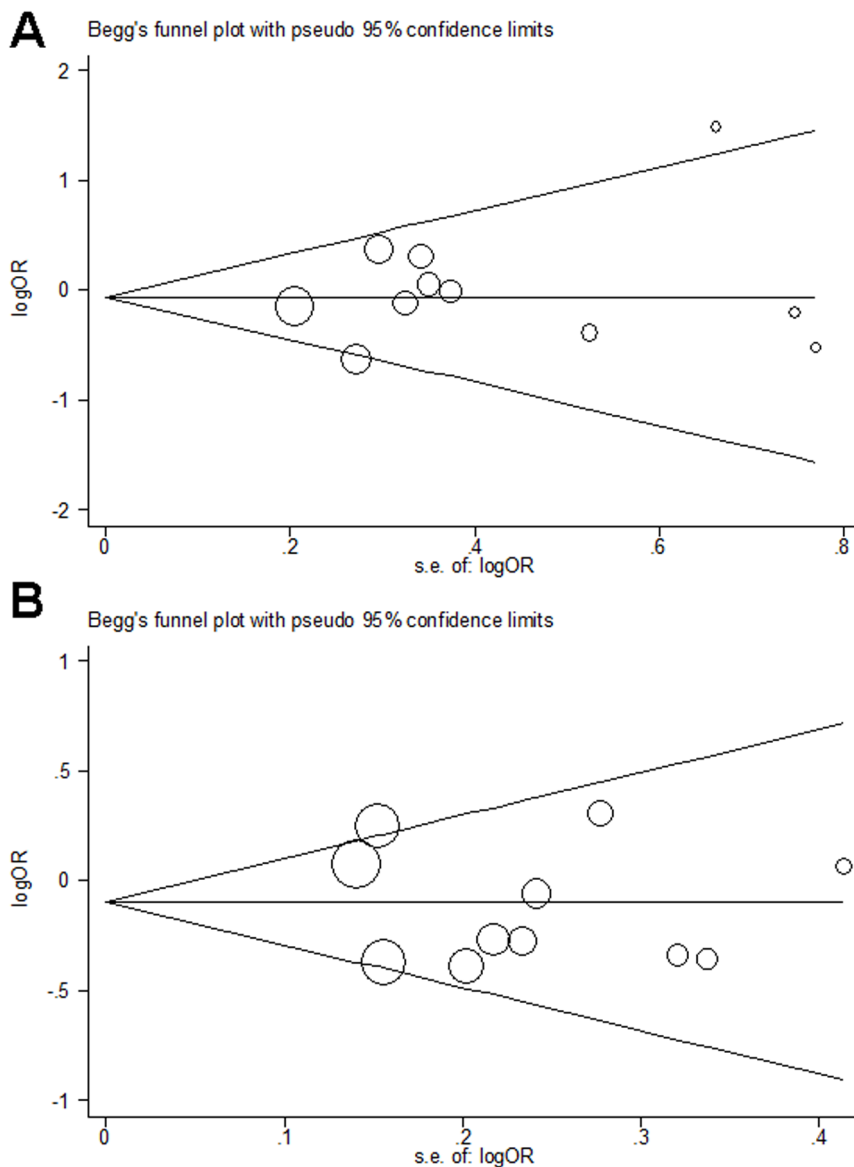 A
Begg's funnel plot with pseudo 95% confidence limits
2
1
0
-1
-2
logOR
0 .2 .4 .6 .8
s.e. of: logOR
B
Begg's funnel plot with pseudo 95% confidence limits
1
.5
0
-.5
-1
logOR
0 .1 .2 .3 .4
s.e. of: logOR